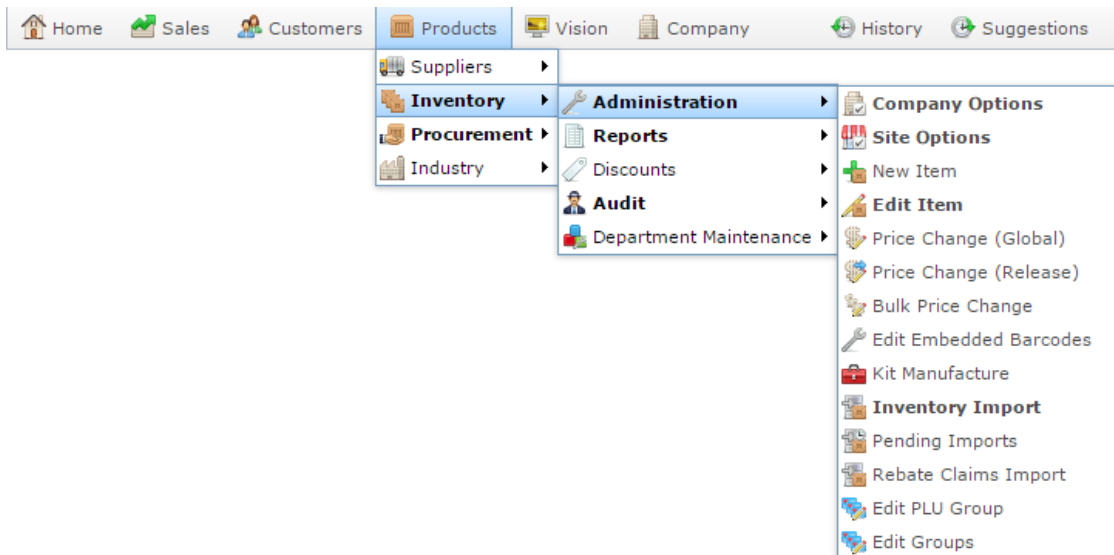 Home Sales Customers Products Vision Company History Suggestions
Suppliers
Inventory
Procurement
Industry
Administration
Reports
Discounts
Audit
Department Maintenance
Company Options
Site Options
New Item
Edit Item
Price Change (Global)
Price Change (Release)
Bulk Price Change
Edit Embedded Barcodes
Kit Manufacture
Inventory Import
Pending Imports
Rebate Claims Import
Edit PLU Group
Edit Groups